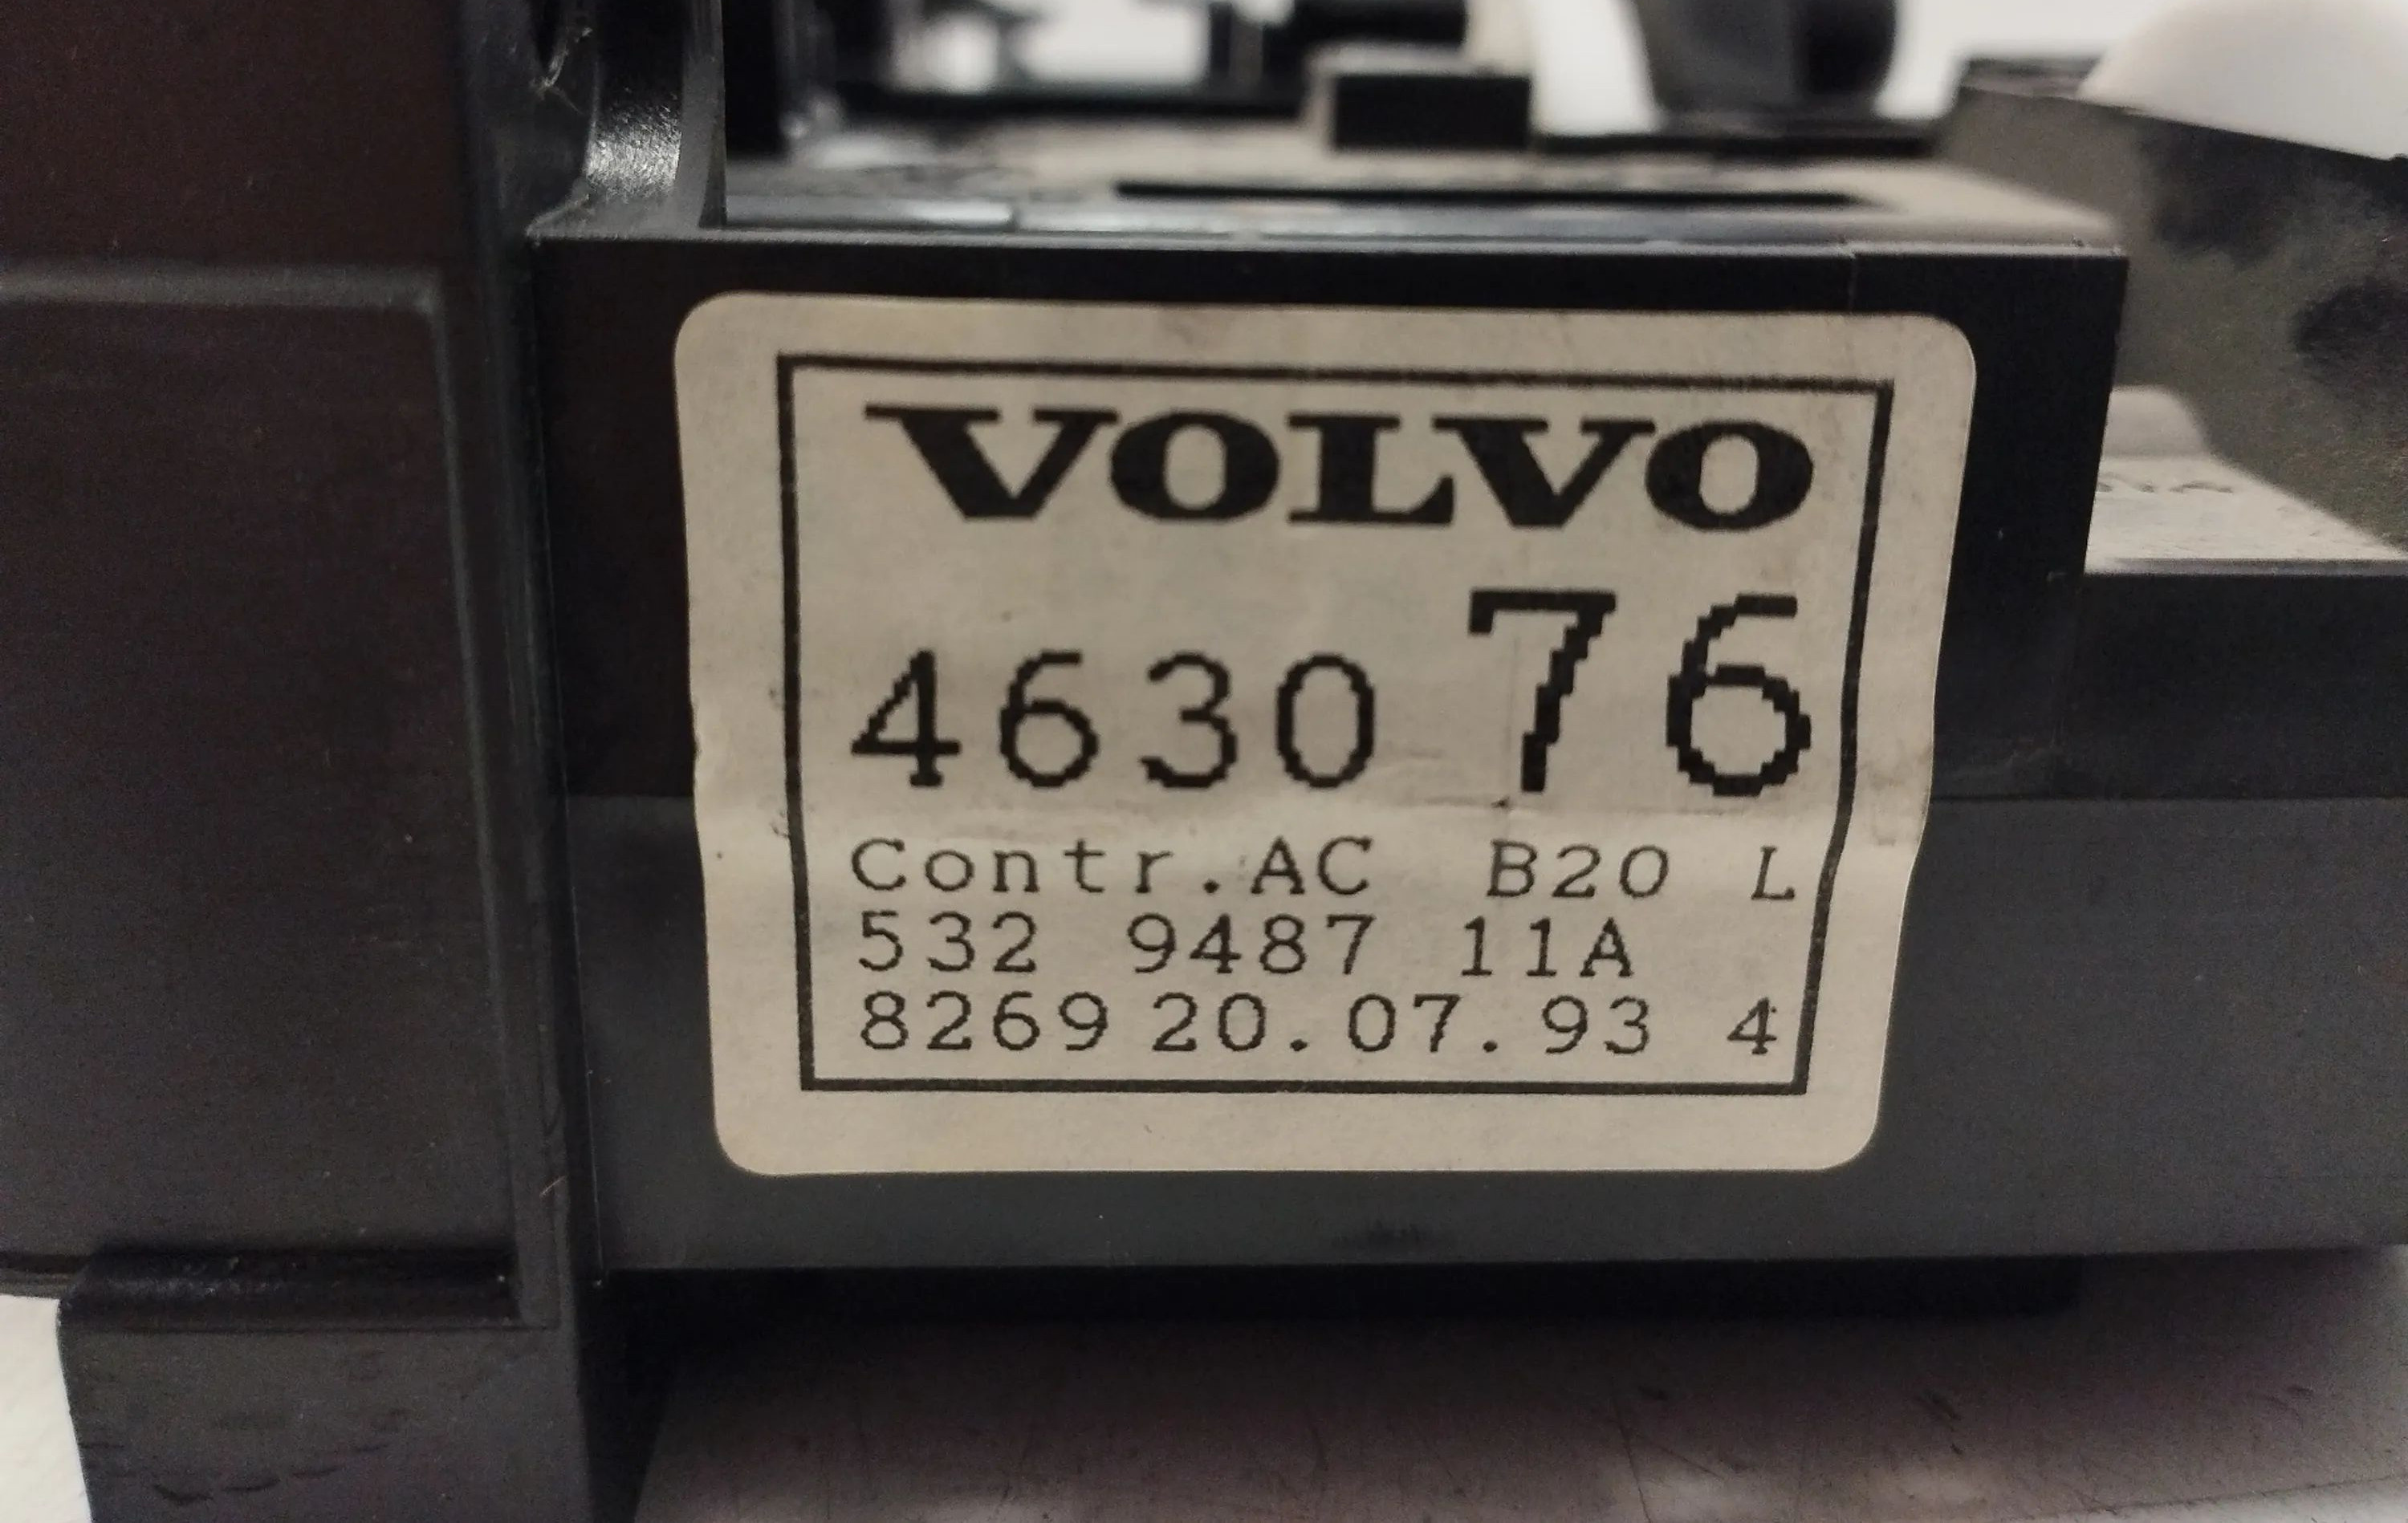 VOLVO
4630 76
Contr.AC B20 L
532 9487 11A
8269 20.07.93 4